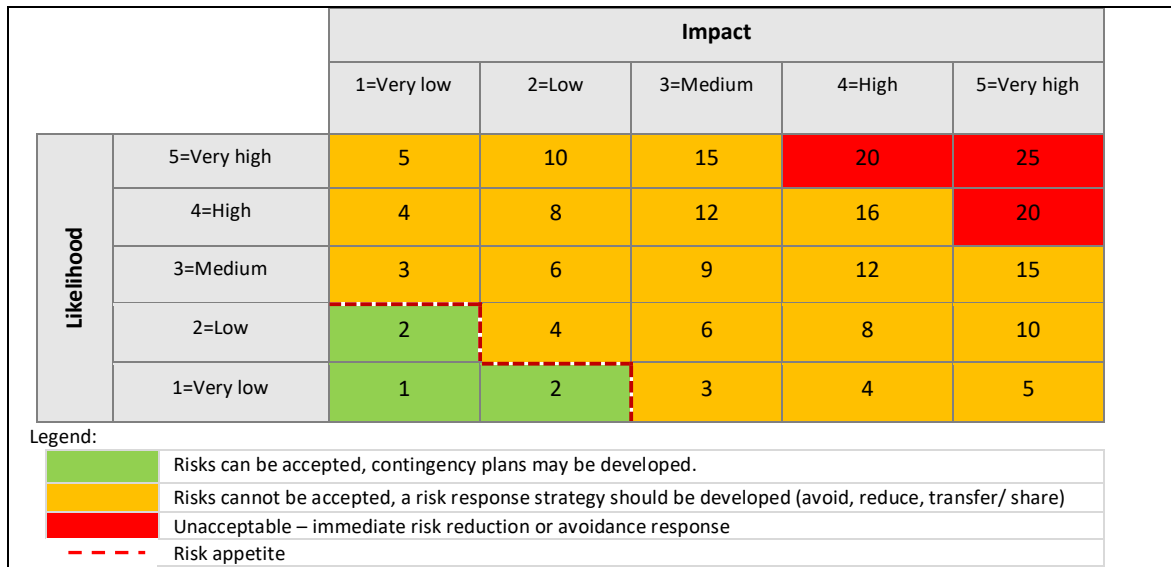 Impact
1=Very low 2=Low 3=Medium 4=High 5=Very high
Likelihood
5=Very high 5 10 15 20 25
4=High 4 8 12 16 20
3=Medium 3 6 9 12 15
2=Low 2 4 6 8 10
1=Very low 1 2 3 4 5
Legend:
Risks can be accepted, contingency plans may be developed.
Risks cannot be accepted, a risk response strategy should be developed (avoid, reduce, transfer/ share)
Unacceptable – immediate risk reduction or avoidance response
Risk appetite